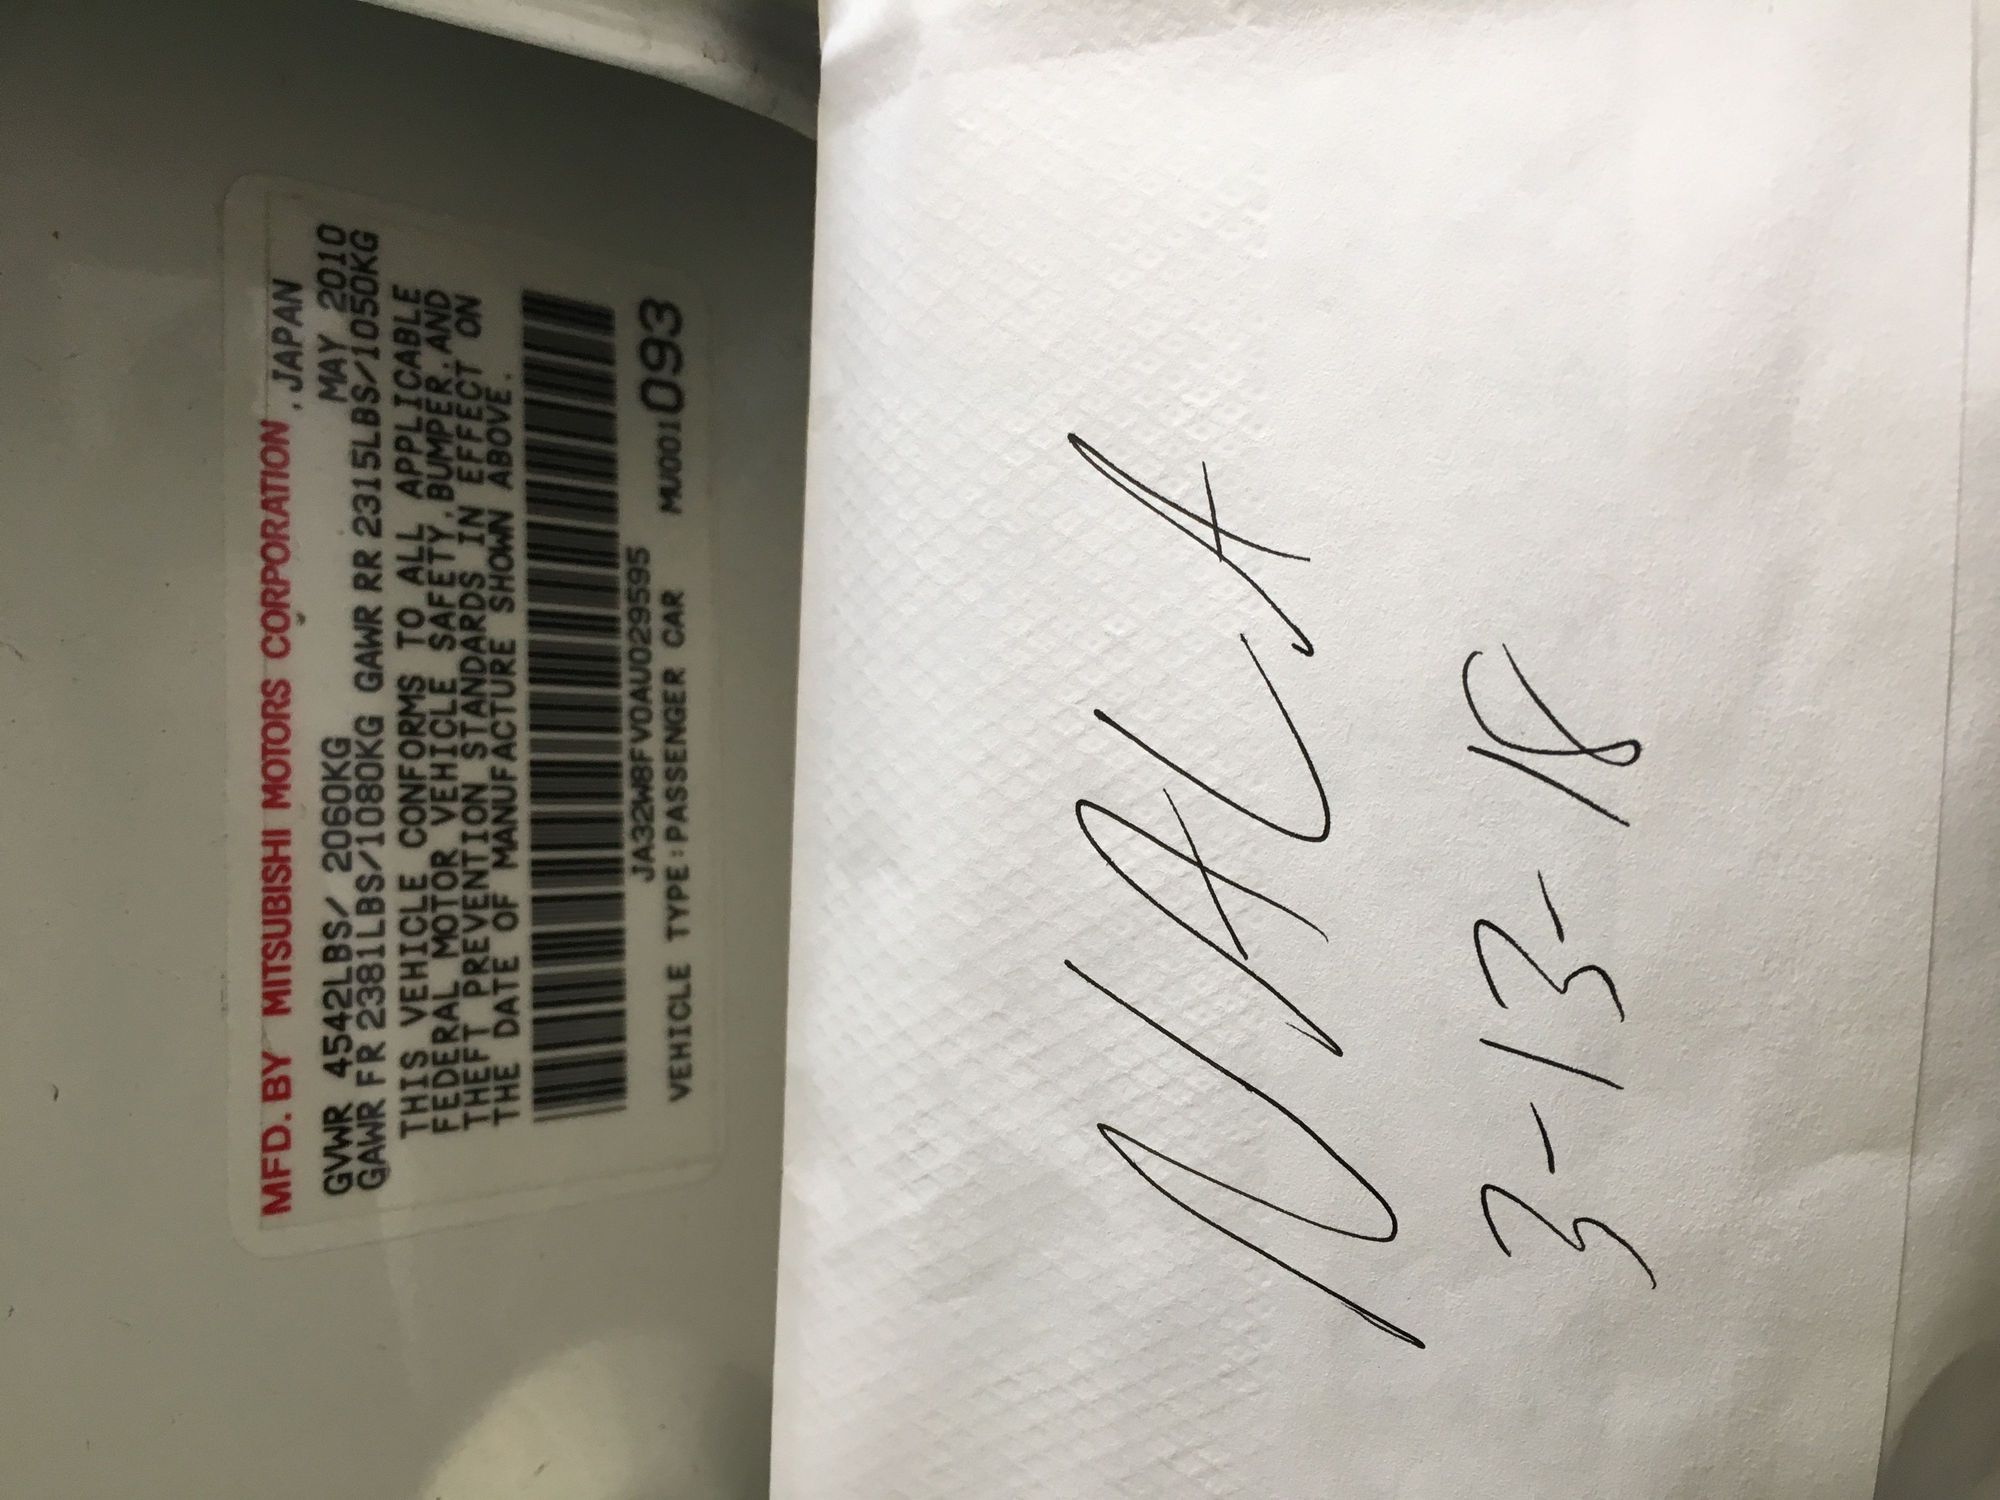 MFD. BY MITSUBISHI MOTORS CORPORATION, JAPAN
GVWR 4542LBS/ 2060KG MAY 2010
GAWR FR 2381LBS/1080KG GAWR RR 2315LBS/1050KG
THIS VEHICLE CONFORMS TO ALL APPLICABLE
FEDERAL MOTOR VEHICLE SAFETY, BUMPER, AND
THEFT PREVENTION STANDARDS IN EFFECT ON
THE DATE OF MANUFACTURE SHOWN ABOVE.
JA32W8FV0AU029595
VEHICLE TYPE: PASSENGER CAR MU001093
3-13-18